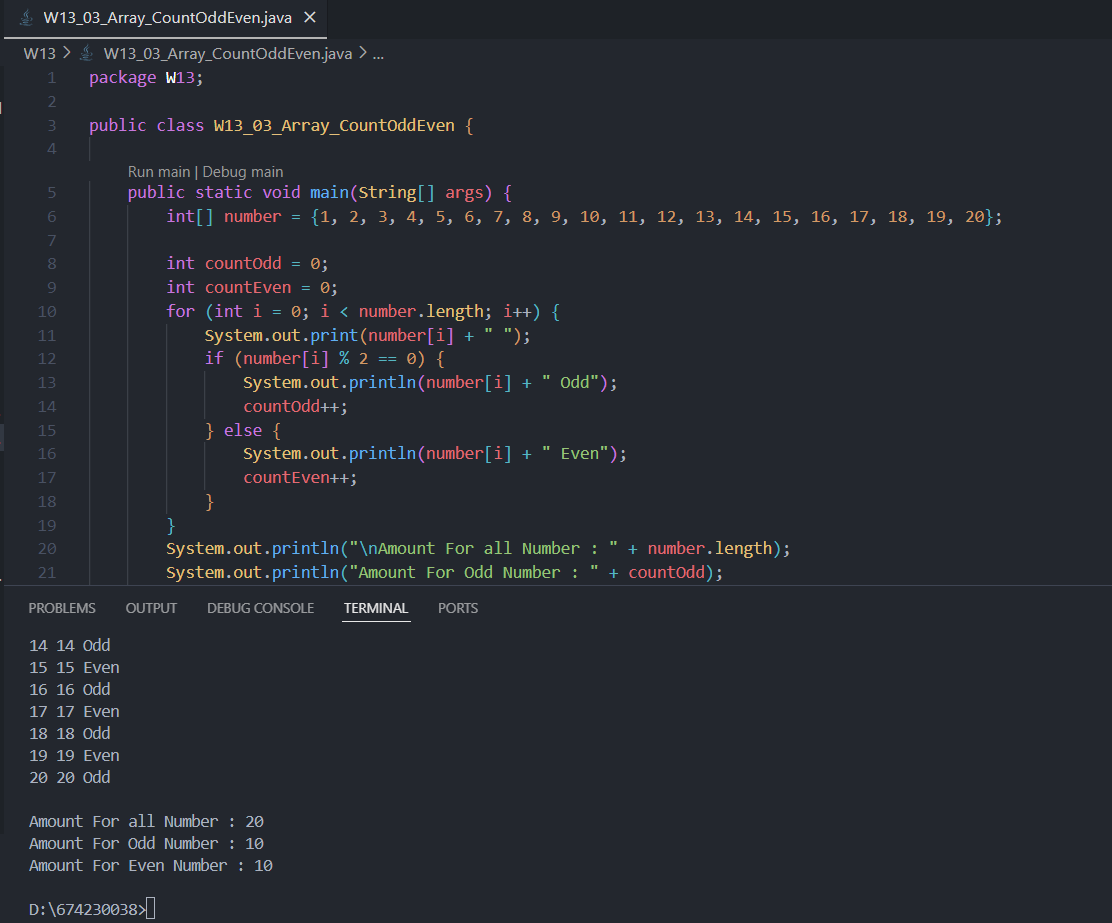 W13_03_Array_CountOddEven.java ×
W13 > W13_03_Array_CountOddEven.java > ...
1 package W13;
2
3 public class W13_03_Array_CountOddEven {
4
Run main | Debug main
5 public static void main(String[] args) {
6 int[] number = {1, 2, 3, 4, 5, 6, 7, 8, 9, 10, 11, 12, 13, 14, 15, 16, 17, 18, 19, 20};
7
8 int countOdd = 0;
9 int countEven = 0;
10 for (int i = 0; i < number.length; i++) {
11 System.out.print(number[i] + " ");
12 if (number[i] % 2 == 0) {
13 System.out.println(number[i] + " Odd");
14 countOdd++;
15 } else {
16 System.out.println(number[i] + " Even");
17 countEven++;
18 }
19 }
20 System.out.println("\nAmount For all Number : " + number.length);
21 System.out.println("Amount For Odd Number : " + countOdd);
PROBLEMS OUTPUT DEBUG CONSOLE TERMINAL PORTS
14 14 Odd
15 15 Even
16 16 Odd
17 17 Even
18 18 Odd
19 19 Even
20 20 Odd
Amount For all Number : 20
Amount For Odd Number : 10
Amount For Even Number : 10
D:\674230038>